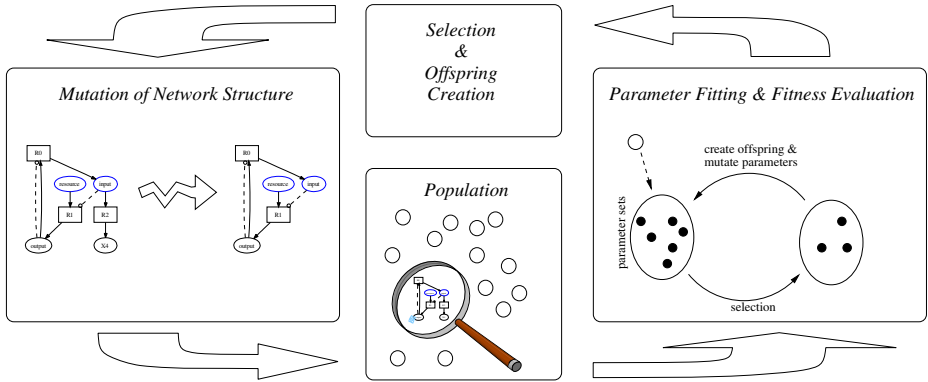 Selection
&
Offspring
Creation
Mutation of Network Structure
R0
resource
input
R1
R2
output
X4
R0
resource
input
R1
output
Population
Parameter Fitting & Fitness Evaluation
create offspring &
mutate parameters
parameter sets
selection